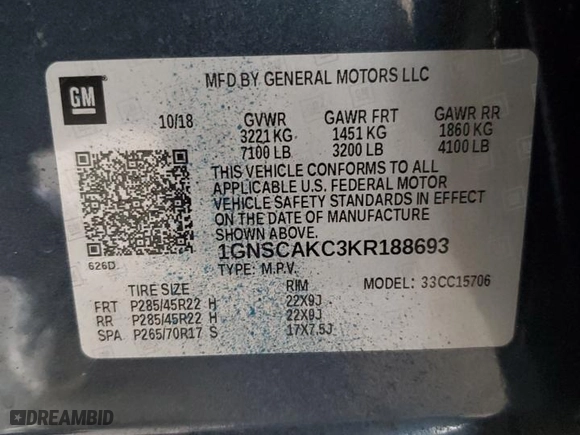 GM
MFD BY GENERAL MOTORS LLC
10/18 GVWR GAWR FRT GAWR RR
3221 KG 1451 KG 1860 KG
7100 LB 3200 LB 4100 LB
THIS VEHICLE CONFORMS TO ALL
APPLICABLE U.S. FEDERAL MOTOR
VEHICLE SAFETY STANDARDS IN EFFECT
ON THE DATE OF MANUFACTURE
SHOWN ABOVE.
1GNSCAKC3KR188693
626D TYPE: M.P.V. MODEL: 33CC15706
TIRE SIZE RIM
FRT P285/45R22 H 22X9J
RR P285/45R22 H 22X9J
SPA P265/70R17 S 17X7.5J
DREAMBID